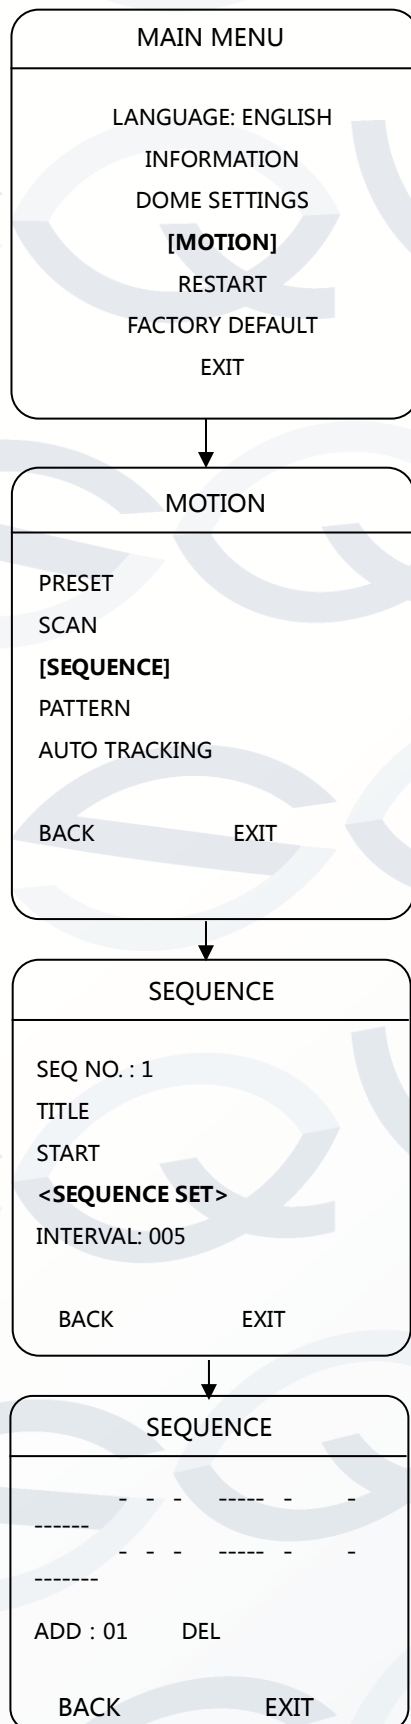 MAIN MENU
LANGUAGE: ENGLISH
INFORMATION
DOME SETTINGS
[MOTION]
RESTART
FACTORY DEFAULT
EXIT
MOTION
PRESET
SCAN
[SEQUENCE]
PATTERN
AUTO TRACKING
BACK EXIT
SEQUENCE
SEQ NO. : 1
TITLE
START
<SEQUENCE SET>
INTERVAL: 005
BACK EXIT
SEQUENCE
- - - ----- - -
------
- - - ----- - -
-------
ADD : 01 DEL
BACK EXIT